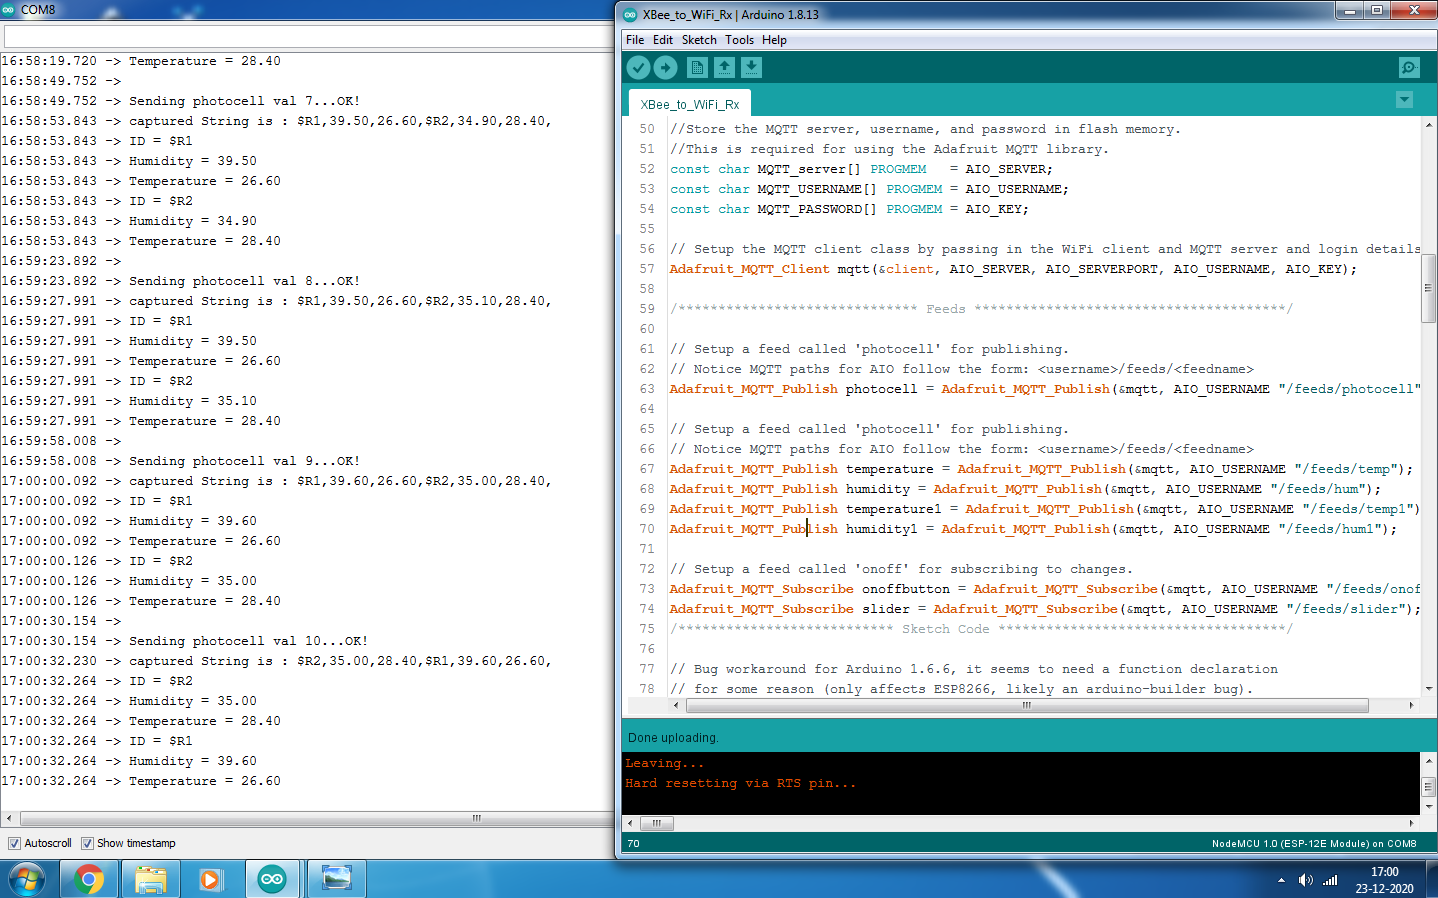 COM8
16:58:19.720 -> Temperature = 28.40
16:58:49.752 ->
16:58:49.752 -> Sending photocell val 7...OK!
16:58:53.843 -> captured String is : $R1,39.50,26.60,$R2,34.90,28.40,
16:58:53.843 -> ID = $R1
16:58:53.843 -> Humidity = 39.50
16:58:53.843 -> Temperature = 26.60
16:58:53.843 -> ID = $R2
16:58:53.843 -> Humidity = 34.90
16:58:53.843 -> Temperature = 28.40
16:59:23.892 ->
16:59:23.892 -> Sending photocell val 8...OK!
16:59:27.991 -> captured String is : $R1,39.50,26.60,$R2,35.10,28.40,
16:59:27.991 -> ID = $R1
16:59:27.991 -> Humidity = 39.50
16:59:27.991 -> Temperature = 26.60
16:59:27.991 -> ID = $R2
16:59:27.991 -> Humidity = 35.10
16:59:27.991 -> Temperature = 28.40
16:59:58.008 ->
16:59:58.008 -> Sending photocell val 9...OK!
17:00:00.092 -> captured String is : $R1,39.60,26.60,$R2,35.00,28.40,
17:00:00.092 -> ID = $R1
17:00:00.092 -> Humidity = 39.60
17:00:00.092 -> Temperature = 26.60
17:00:00.126 -> ID = $R2
17:00:00.126 -> Humidity = 35.00
17:00:00.126 -> Temperature = 28.40
17:00:30.154 ->
17:00:30.154 -> Sending photocell val 10...OK!
17:00:32.230 -> captured String is : $R2,35.00,28.40,$R1,39.60,26.60,
17:00:32.264 -> ID = $R2
17:00:32.264 -> Humidity = 35.00
17:00:32.264 -> Temperature = 28.40
17:00:32.264 -> ID = $R1
17:00:32.264 -> Humidity = 39.60
17:00:32.264 -> Temperature = 26.60
Autoscroll Show timestamp
XBee_to_WiFi_Rx | Arduino 1.8.13
File Edit Sketch Tools Help
XBee_to_WiFi_Rx
50 //Store the MQTT server, username, and password in flash memory.
51 //This is required for using the Adafruit MQTT library.
52 const char MQTT_server[] PROGMEM = AIO_SERVER;
53 const char MQTT_USERNAME[] PROGMEM = AIO_USERNAME;
54 const char MQTT_PASSWORD[] PROGMEM = AIO_KEY;
55
56 // Setup the MQTT client class by passing in the WiFi client and MQTT server and login details
57 Adafruit_MQTT_Client mqtt(&client, AIO_SERVER, AIO_SERVERPORT, AIO_USERNAME, AIO_KEY);
58
59 /****************************** Feeds ***************************************/
60
61 // Setup a feed called 'photocell' for publishing.
62 // Notice MQTT paths for AIO follow the form: <username>/feeds/<feedname>
63 Adafruit_MQTT_Publish photocell = Adafruit_MQTT_Publish(&mqtt, AIO_USERNAME "/feeds/photocell"
64
65 // Setup a feed called 'photocell' for publishing.
66 // Notice MQTT paths for AIO follow the form: <username>/feeds/<feedname>
67 Adafruit_MQTT_Publish temperature = Adafruit_MQTT_Publish(&mqtt, AIO_USERNAME "/feeds/temp");
68 Adafruit_MQTT_Publish humidity = Adafruit_MQTT_Publish(&mqtt, AIO_USERNAME "/feeds/hum");
69 Adafruit_MQTT_Publish temperature1 = Adafruit_MQTT_Publish(&mqtt, AIO_USERNAME "/feeds/temp1")
70 Adafruit_MQTT_Publish humidity1 = Adafruit_MQTT_Publish(&mqtt, AIO_USERNAME "/feeds/hum1");
71
72 // Setup a feed called 'onoff' for subscribing to changes.
73 Adafruit_MQTT_Subscribe onoffbutton = Adafruit_MQTT_Subscribe(&mqtt, AIO_USERNAME "/feeds/onof
74 Adafruit_MQTT_Subscribe slider = Adafruit_MQTT_Subscribe(&mqtt, AIO_USERNAME "/feeds/slider");
75 /*************************** Sketch Code ************************************/
76
77 // Bug workaround for Arduino 1.6.6, it seems to need a function declaration
78 // for some reason (only affects ESP8266, likely an arduino-builder bug).
Done uploading.
Leaving...
Hard resetting via RTS pin...
70 NodeMCU 1.0 (ESP-12E Module) on COM8
17:00
23-12-2020